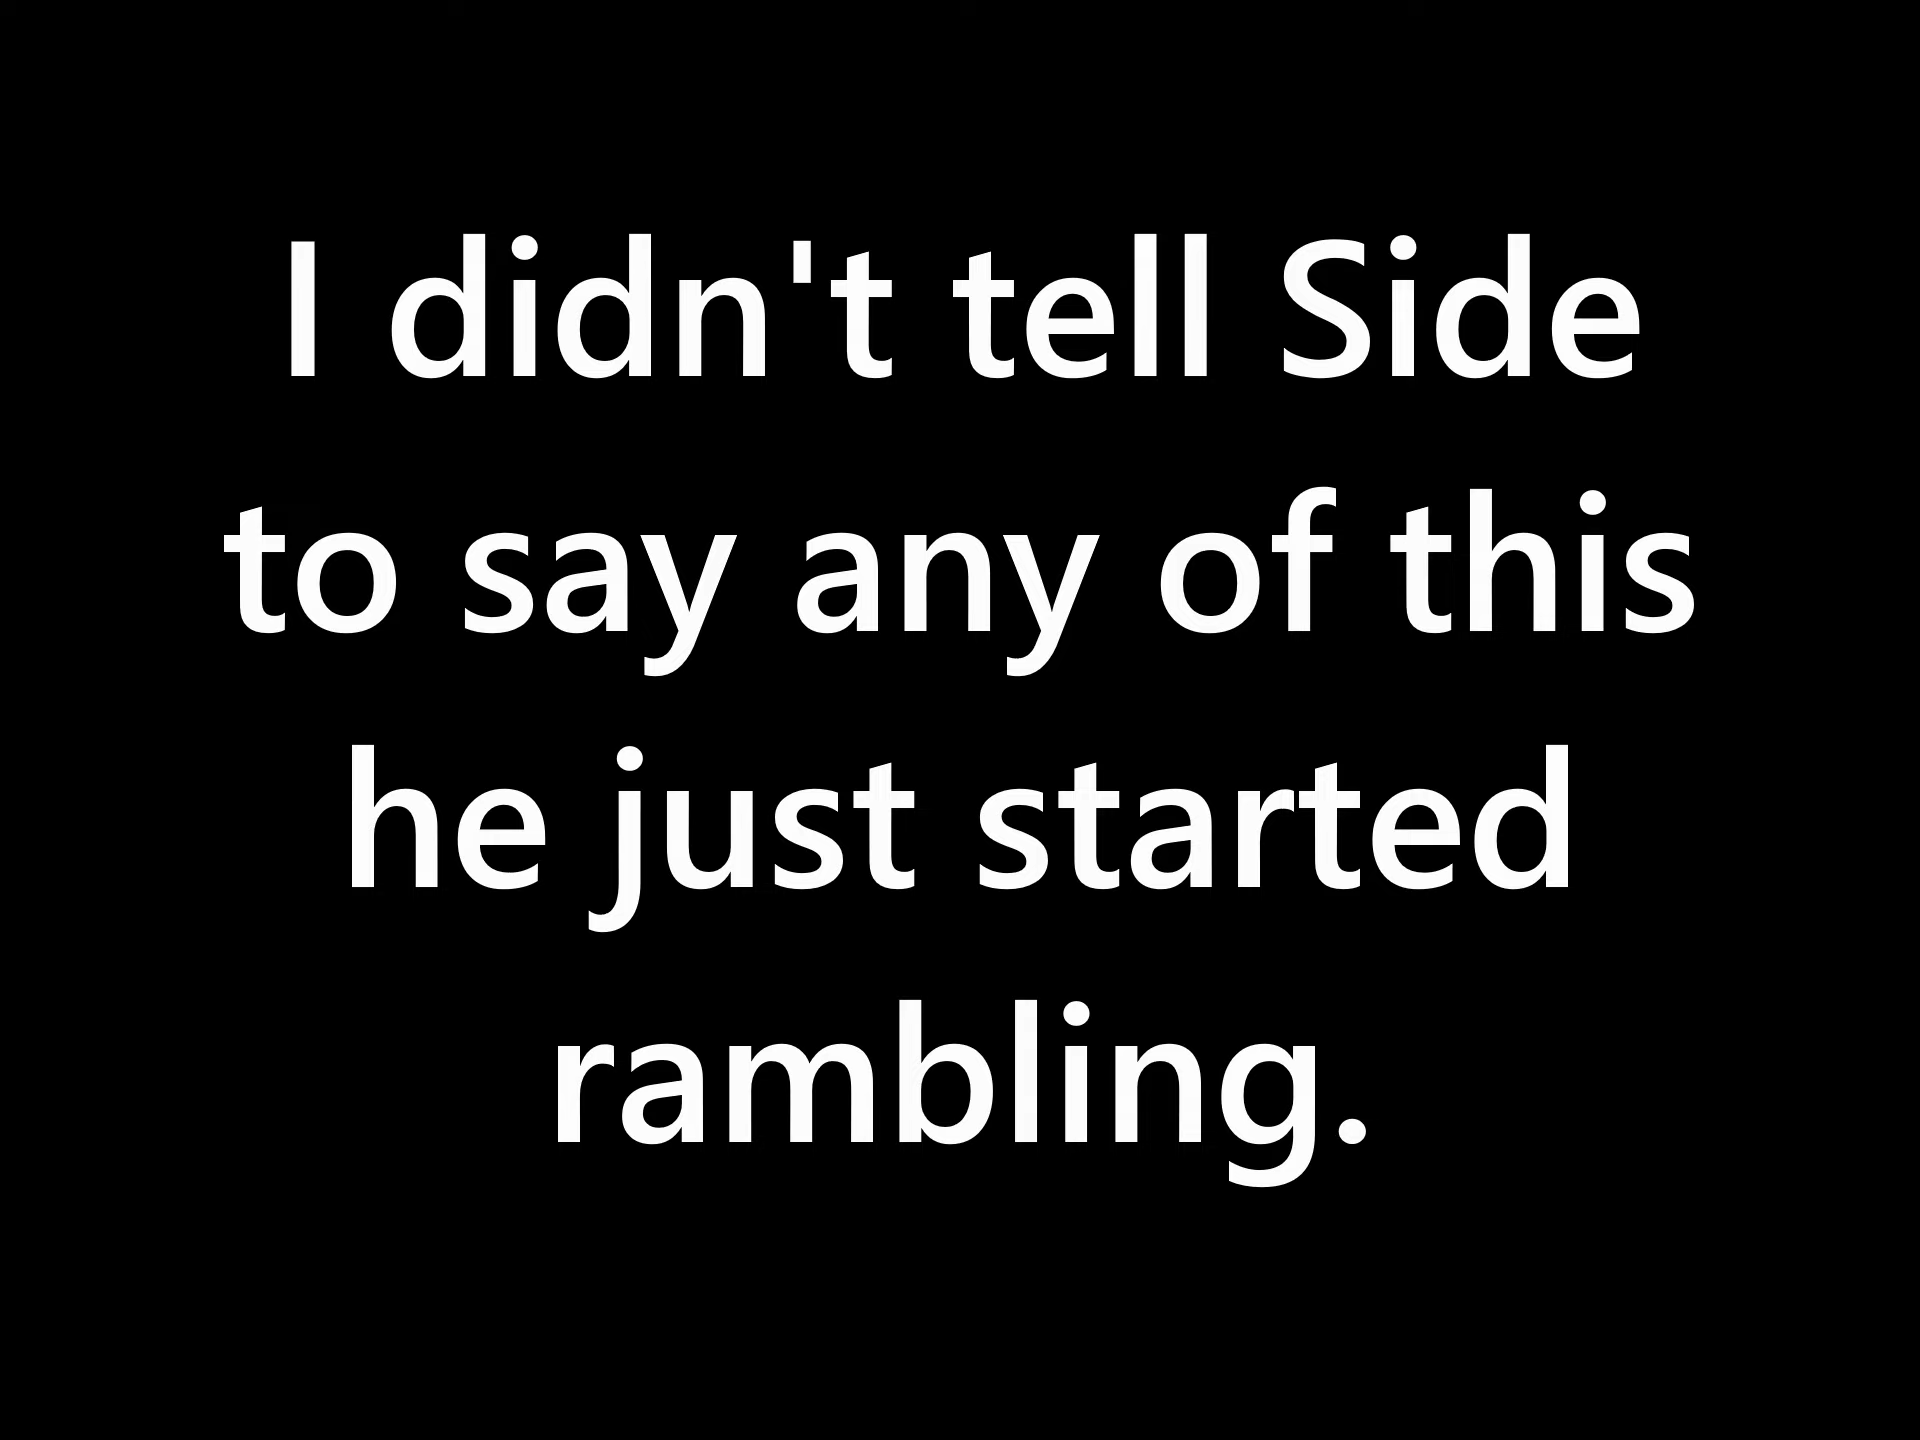 I didn't tell Side
to say any of this
he just started
rambling.